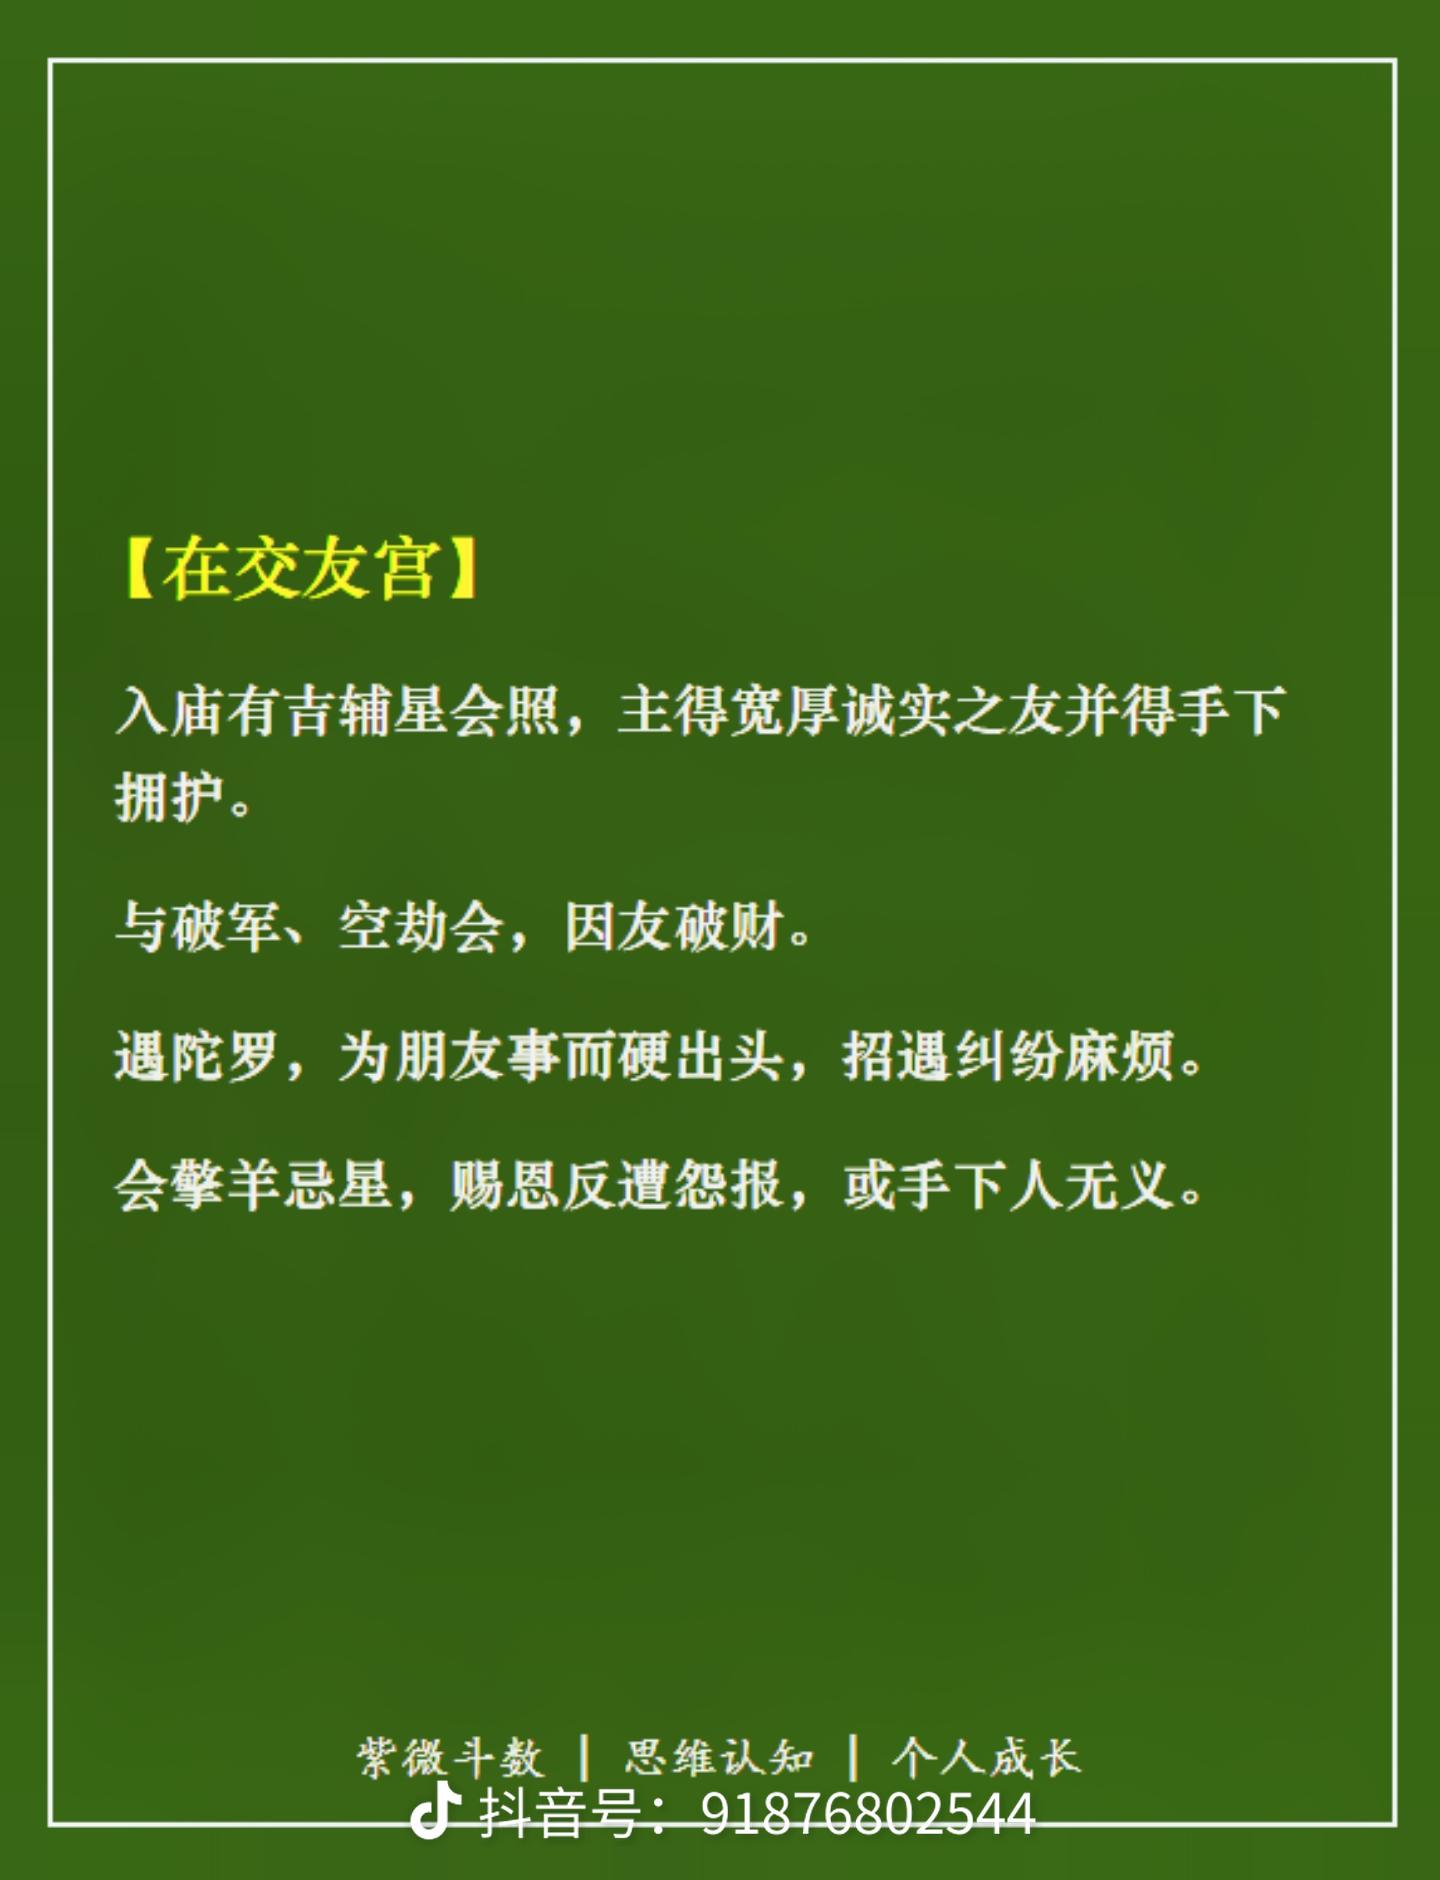 【在交友宫】
入庙有吉辅星会照，主得宽厚诚实之友并得手下
拥护。
与破军、空劫会，因友破财。
遇陀罗，为朋友事而硬出头，招遇纠纷麻烦。
会擎羊忌星，赐恩反遭怨报，或手下人无义。
紫微斗数 | 思维认知 | 个人成长
抖音号：91876802544